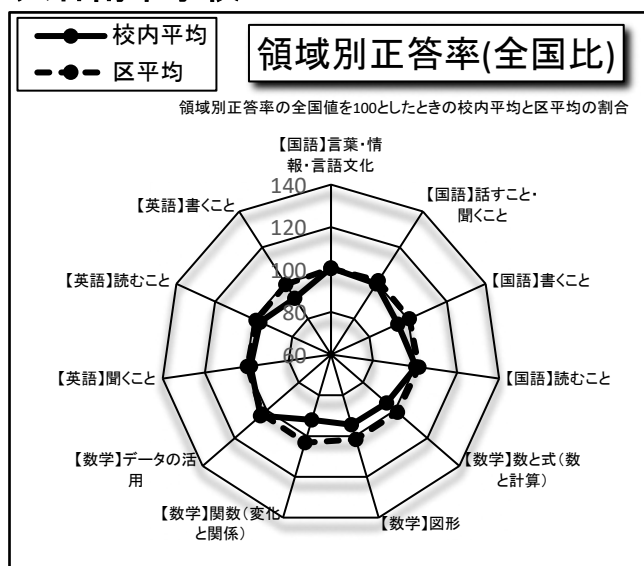 校内平均
区平均
領域別正答率(全国比)
領域別正答率の全国値を100としたときの校内平均と区平均の割合
【国語】言葉・情
報・言語文化
【国語】話すこと・
聞くこと
【国語】書くこと
【国語】読むこと
【数学】数と式(数
と計算)
【数学】図形
【数学】関数(変化
と関係)
【数学】データの活
用
【英語】聞くこと
【英語】読むこと
【英語】書くこと
140
120
100
80
60